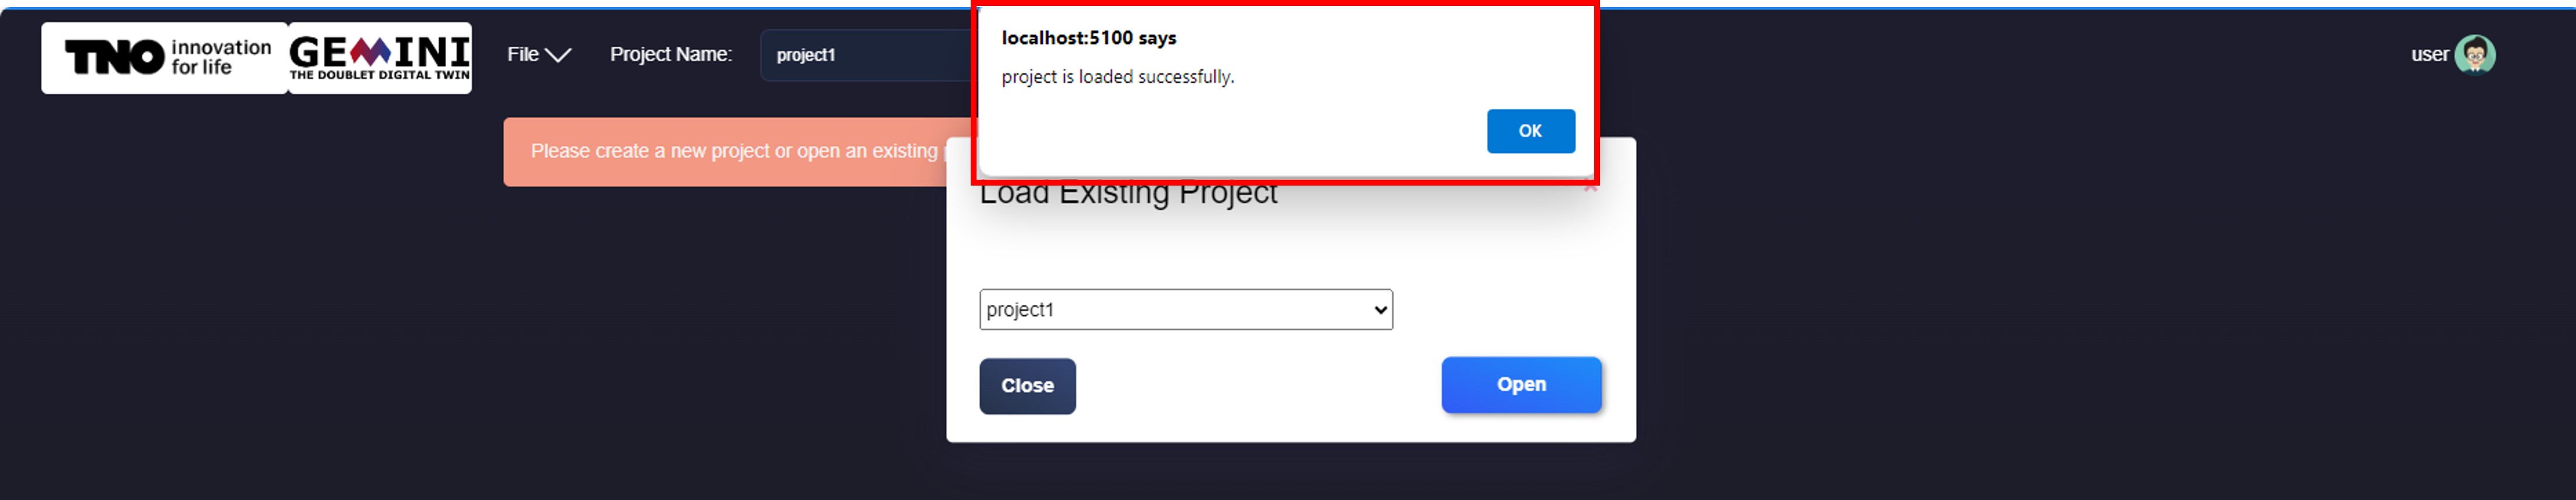 TNO innovation
for life
GEMINI
THE DOUBLET DIGITAL TWIN
File
Project Name:
project1
user
localhost:5100 says
project is loaded successfully.
OK
Please create a new project or open an existing
Load Existing Project
project1
Close
Open